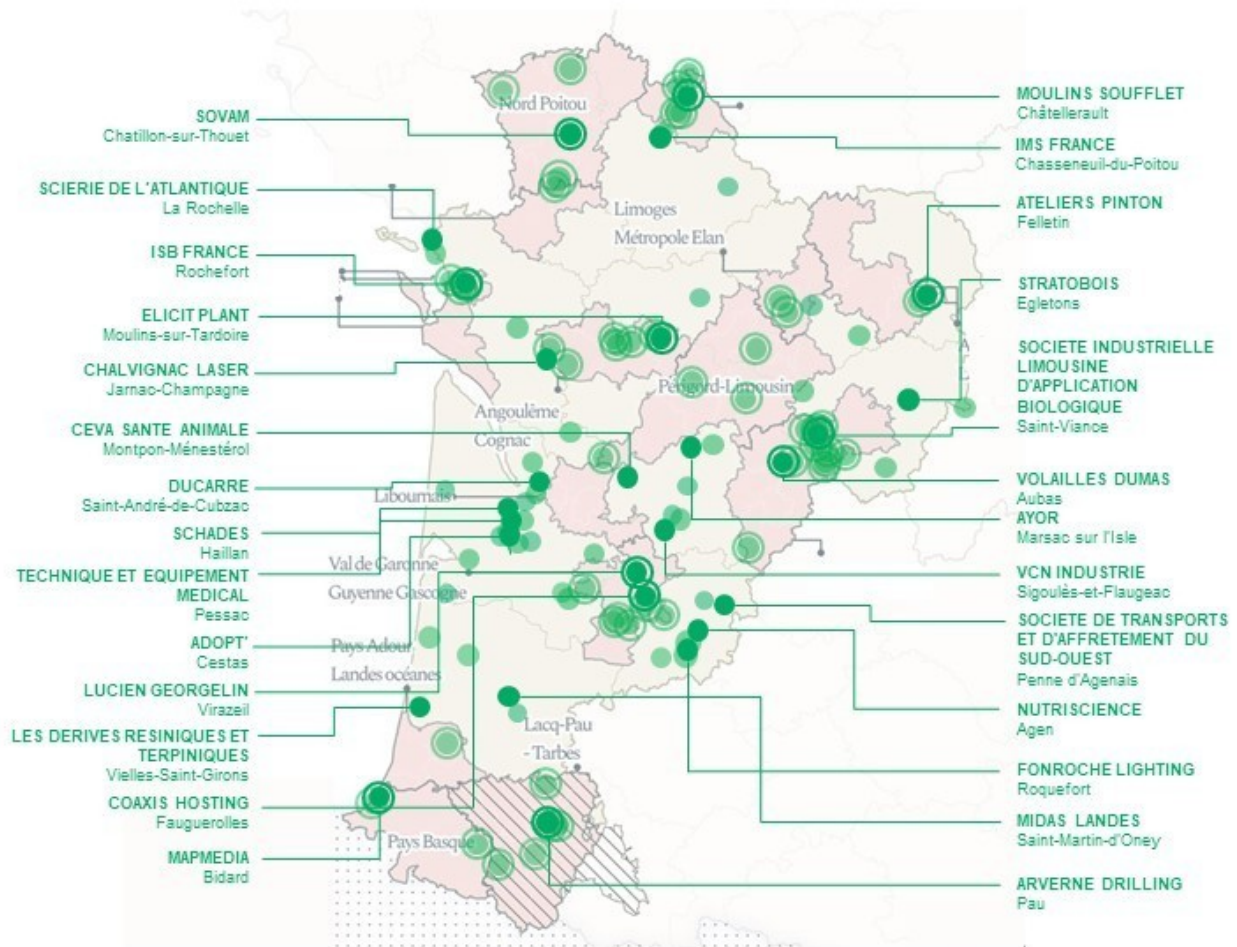 SOVAM
Chatillon-sur-Thouet
SCIERIE DE L'ATLANTIQUE
La Rochelle
ISB FRANCE
Rochefort
ELICIT PLANT
Moulins-sur-Tardoire
CHALVIGNAC LASER
Jarnac-Champagne
CEVA SANTE ANIMALE
Montpon-Ménestérol
DUCARRE
Saint-André-de-Cubzac
SCHADES
Haillan
TECHNIQUE ET EQUIPEMENT
MEDICAL
Pessac
ADOPT'
Cestas
LUCIEN GEORGELIN
Virazeil
LES DERIVES RESINIQUES ET
TERPINIQUES
Vielles-Saint-Girons
COAXIS HOSTING
Fauguerolles
MAPMEDIA
Bidard
Nord Poitou
Limoges
Métropole Elan
Périgord-Limousin
Angoulême
Cognac
Libournais
Val de Garonne
Guyenne Gascogne
Pays Adour
Landes océanes
Lacq-Pau
- Tarbes
Pays Basque
MOULINS SOUFFLET
Châtellerault
IMS FRANCE
Chasseneuil-du-Poitou
ATELIERS PINTON
Felletin
STRATOBOIS
Egletons
SOCIETE INDUSTRIELLE
LIMOUSINE
D'APPLICATION
BIOLOGIQUE
Saint-Viance
VOLAILLES DUMAS
Aubas
AYOR
Marsac sur l'Isle
VCN INDUSTRIE
Sigoulès-et-Flaugeac
SOCIETE DE TRANSPORTS
ET D'AFFRETEMENT DU
SUD-OUEST
Penne d'Agenais
NUTRISCIENCE
Agen
FONROCHE LIGHTING
Roquefort
MIDAS LANDES
Saint-Martin-d'Oney
ARVERNE DRILLING
Pau